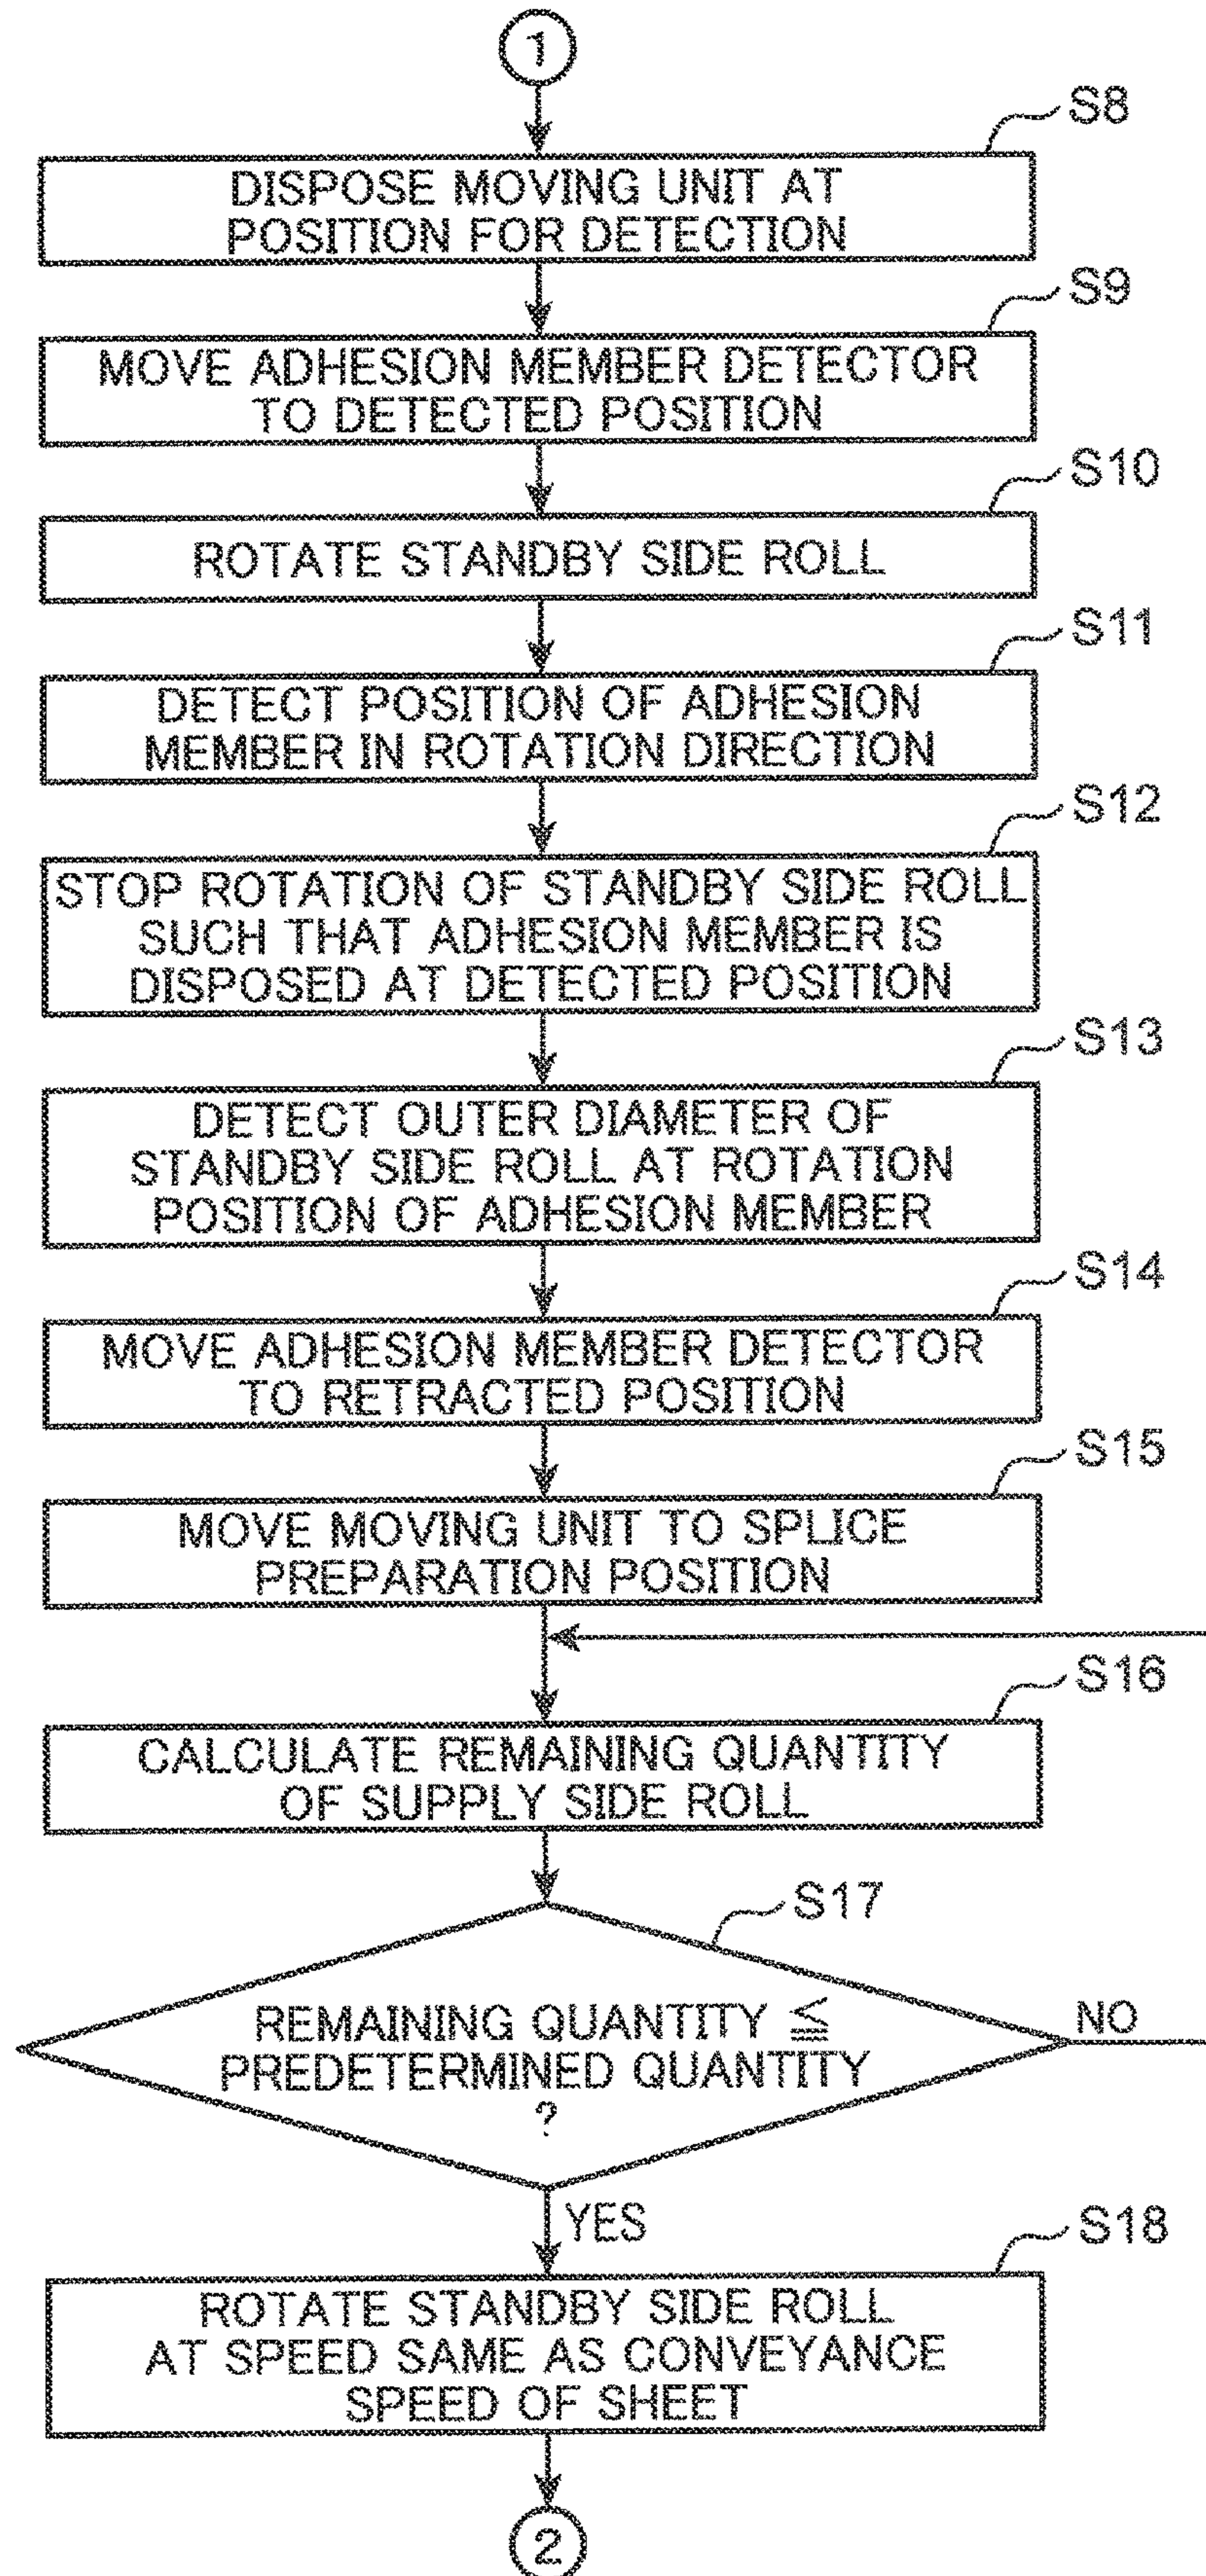 1
S8
DISPOSE MOVING UNIT AT
POSITION FOR DETECTION
S9
MOVE ADHESION MEMBER DETECTOR
TO DETECTED POSITION
S10
ROTATE STANDBY SIDE ROLL
S11
DETECT POSITION OF ADHESION
MEMBER IN ROTATION DIRECTION
S12
STOP ROTATION OF STANDBY SIDE ROLL
SUCH THAT ADHESION MEMBER IS
DISPOSED AT DETECTED POSITION
S13
DETECT OUTER DIAMETER OF
STANDBY SIDE ROLL AT ROTATION
POSITION OF ADHESION MEMBER
S14
MOVE ADHESION MEMBER DETECTOR
TO RETRACTED POSITION
S15
MOVE MOVING UNIT TO SPLICE
PREPARATION POSITION
S16
CALCULATE REMAINING QUANTITY
OF SUPPLY SIDE ROLL
S17
REMAINING QUANTITY ≦
PREDETERMINED QUANTITY
?
NO
YES
S18
ROTATE STANDBY SIDE ROLL
AT SPEED SAME AS CONVEYANCE
SPEED OF SHEET
2